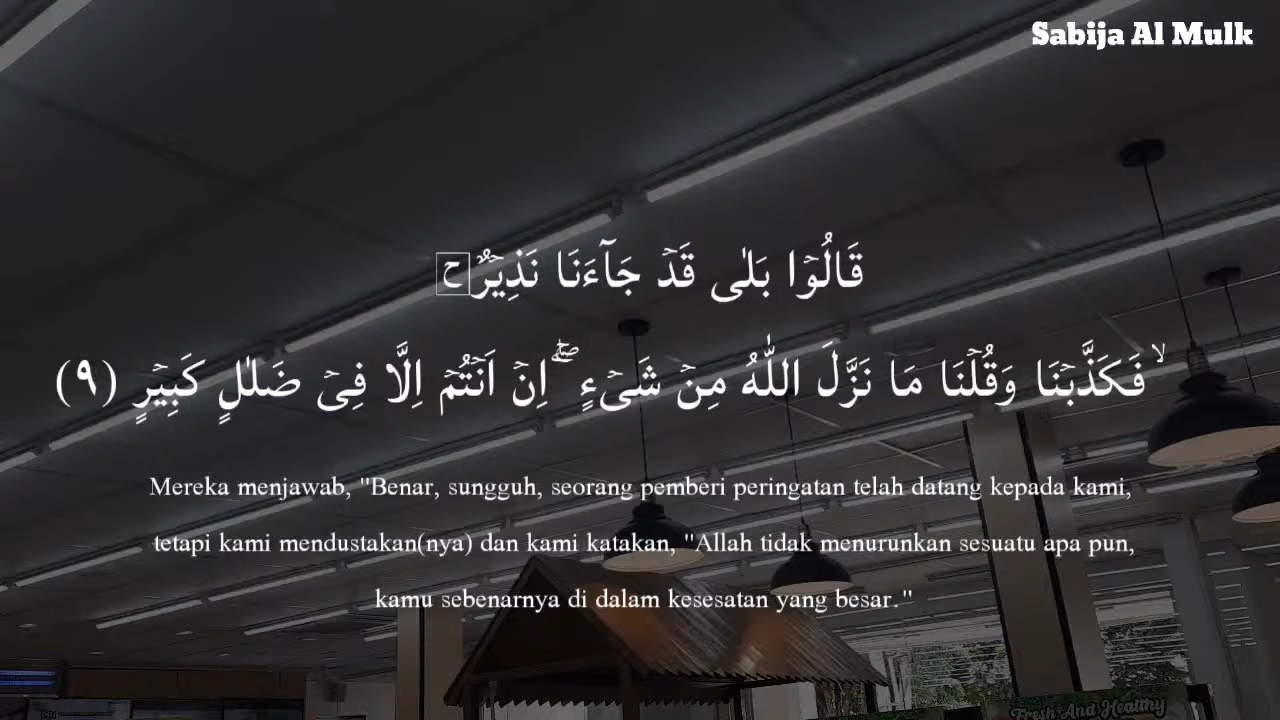 Sabija Al Mulk
قَالُوْا بَلٰى قَدْ جَآءَنَا نَذِيْرٌ ەۙ
فَكَذَّبْنَا وَقُلْنَا مَا نَزَّلَ اللّٰهُ مِنْ شَيْءٍ ۖاِنْ اَنْتُمْ اِلَّا فِيْ ضَلٰلٍ كَبِيْرٍ (٩)
Mereka menjawab, "Benar, sungguh, seorang pemberi peringatan telah datang kepada kami,
tetapi kami mendustakan(nya) dan kami katakan, "Allah tidak menurunkan sesuatu apa pun,
kamu sebenarnya di dalam kesesatan yang besar."
Fresh And Healthy